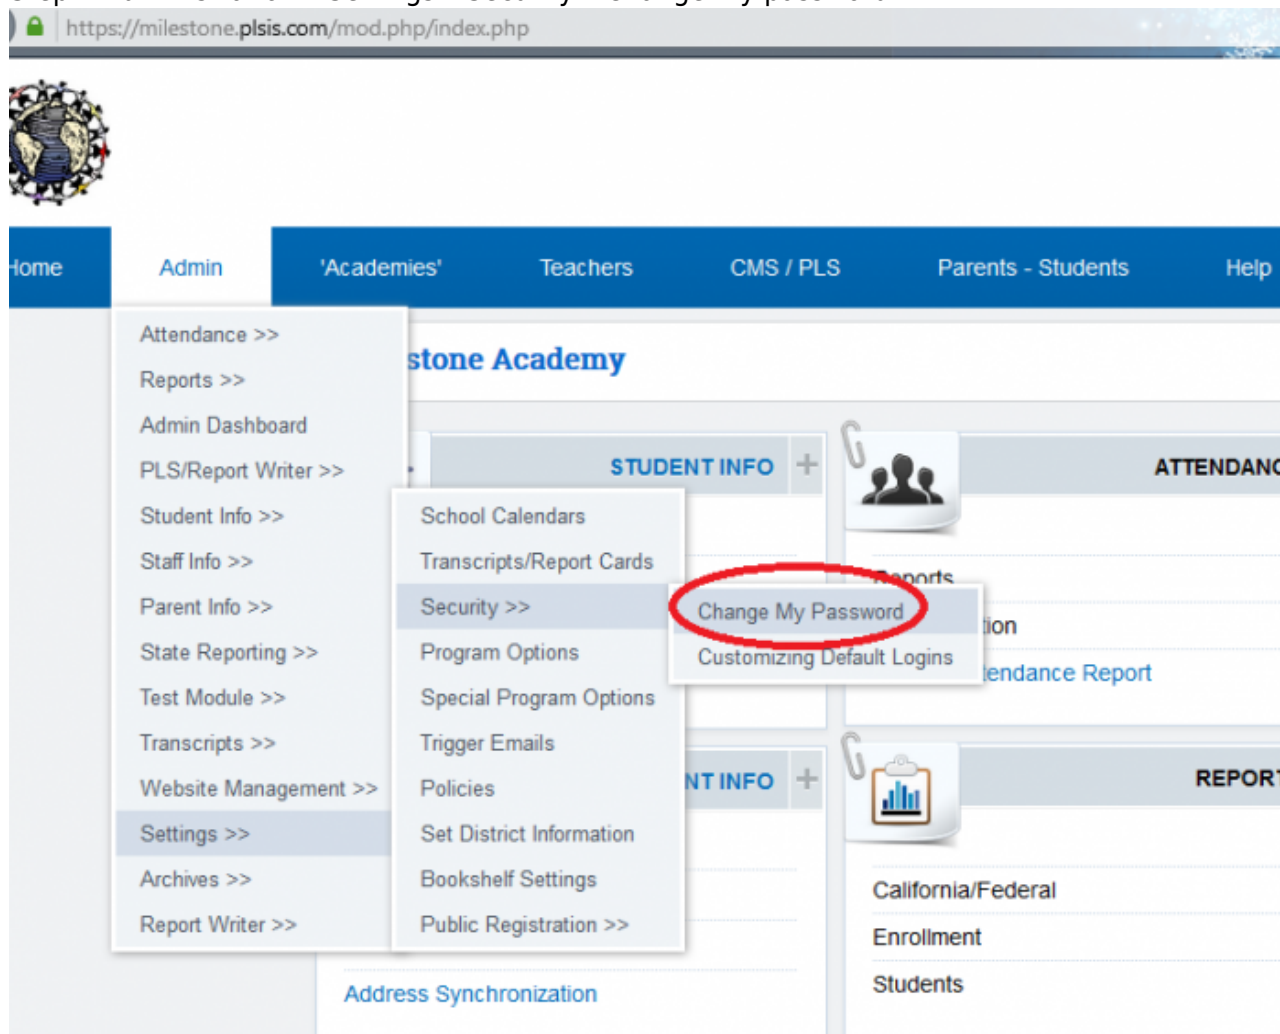 https://milestone.plsis.com/mod.php/index.php
Home Admin 'Academies' Teachers CMS / PLS Parents - Students Help
Attendance >>
Reports >>
Admin Dashboard
PLS/Report Writer >>
Student Info >>
Staff Info >>
Parent Info >>
State Reporting >>
Test Module >>
Transcripts >>
Website Management >>
Settings >>
Archives >>
Report Writer >>
School Calendars
Transcripts/Report Cards
Security >>
Program Options
Special Program Options
Trigger Emails
Policies
Set District Information
Bookshelf Settings
Public Registration >>
Change My Password
Customizing Default Logins
stone Academy
STUDENT INFO +
NT INFO +
Address Synchronization
ATTENDANC
Reports
tion
tendance Report
REPORT
California/Federal
Enrollment
Students